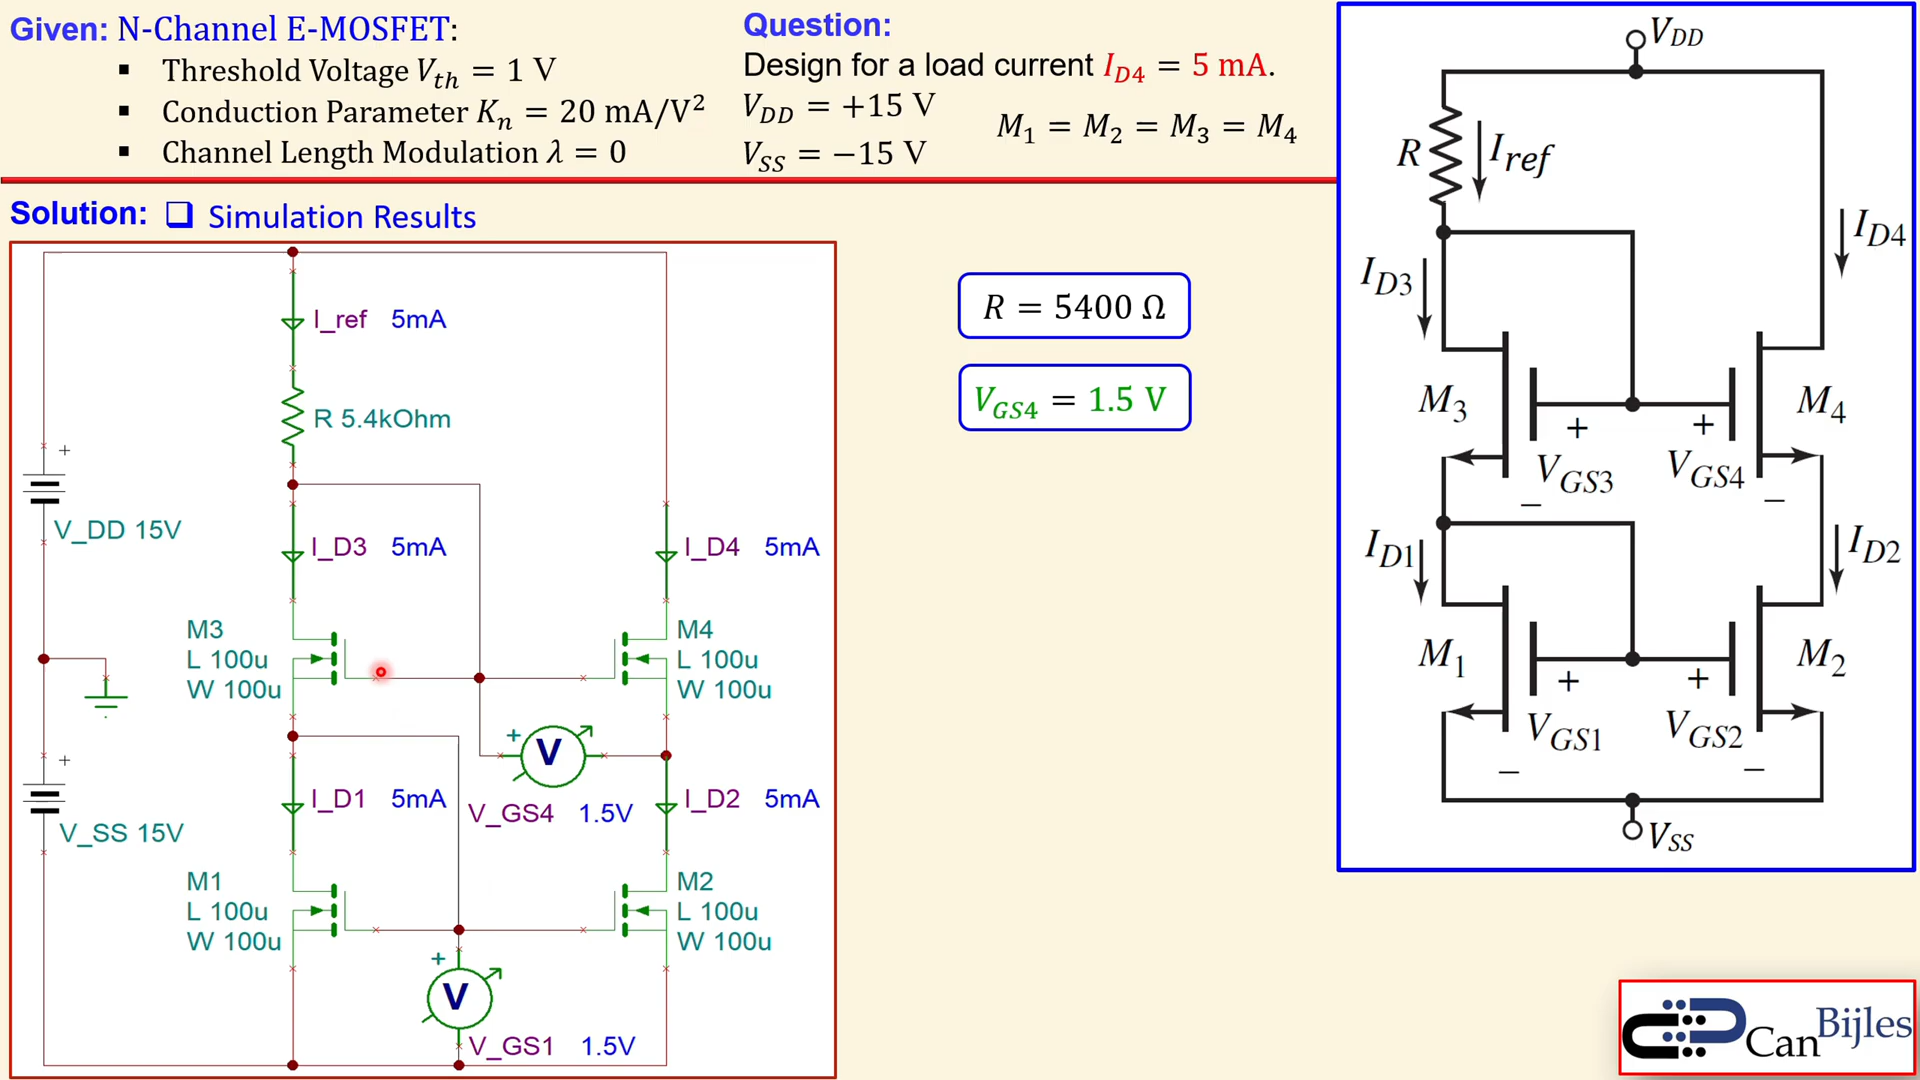 Given: N-Channel E-MOSFET:
▪ Threshold Voltage V_th = 1 V
▪ Conduction Parameter K_n = 20 mA/V²
▪ Channel Length Modulation λ = 0
Question:
Design for a load current I_D4 = 5 mA.
V_DD = +15 V
M_1 = M_2 = M_3 = M_4
V_SS = −15 V
Solution: ❑ Simulation Results
I_ref 5mA
R 5.4kOhm
V_DD 15V
I_D3 5mA
I_D4 5mA
M3
L 100u
W 100u
M4
L 100u
W 100u
+
+
+
V
V_GS4 1.5V
V_SS 15V
I_D1 5mA
I_D2 5mA
M1
L 100u
W 100u
M2
L 100u
W 100u
+
V
V_GS1 1.5V
R = 5400 Ω
V_GS4 = 1.5 V
V_DD
R
I_ref
I_D4
I_D3
M_3
M_4
+
+
V_GS3
V_GS4
−
−
I_D1
I_D2
M_1
M_2
+
+
V_GS1
V_GS2
−
−
V_SS
Can Bijles